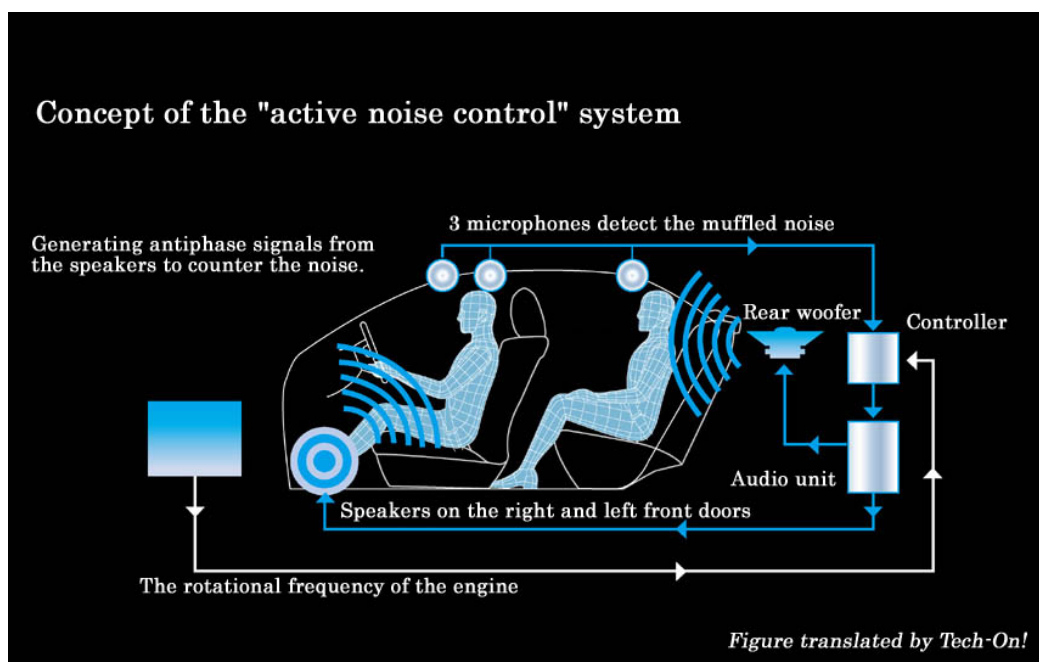 Concept of the "active noise control" system
3 microphones detect the muffled noise
Generating antiphase signals from
the speakers to counter the noise.
Rear woofer
Controller
Audio unit
Speakers on the right and left front doors
The rotational frequency of the engine
Figure translated by Tech-On!